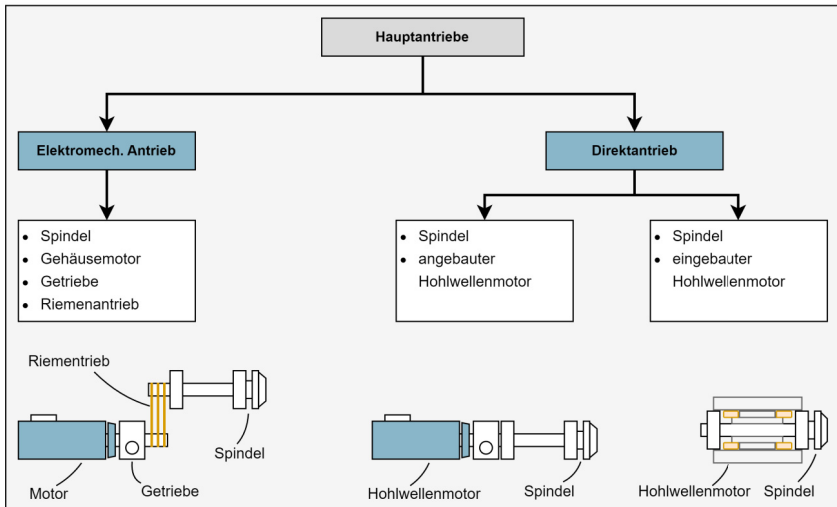 Hauptantriebe
Elektromech. Antrieb
Direktantrieb
• Spindel
• Gehäusemotor
• Getriebe
• Riemenantrieb
• Spindel
• angebauter
Hohlwellenmotor
• Spindel
• eingebauter
Hohlwellenmotor
Riementrieb
Spindel
Motor
Getriebe
Hohlwellenmotor
Spindel
Hohlwellenmotor
Spindel